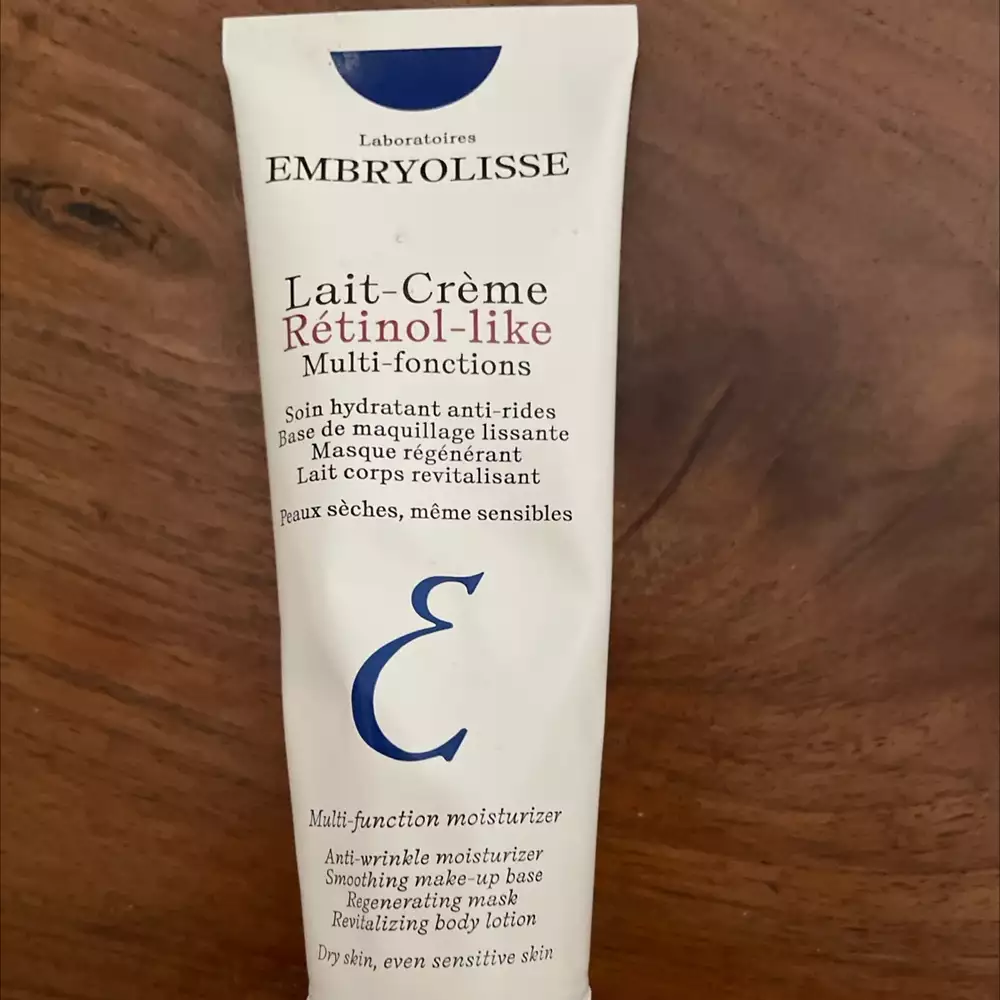 Laboratoires
EMBRYOLISSE
Lait-Crème
Rétinol-like
Multi-fonctions
Soin hydratant anti-rides
Base de maquillage lissante
Masque régénérant
Lait corps revitalisant
Peaux sèches, même sensibles
Ɛ
Multi-function moisturizer
Anti-wrinkle moisturizer
Smoothing make-up base
Regenerating mask
Revitalizing body lotion
Dry skin, even sensitive skin